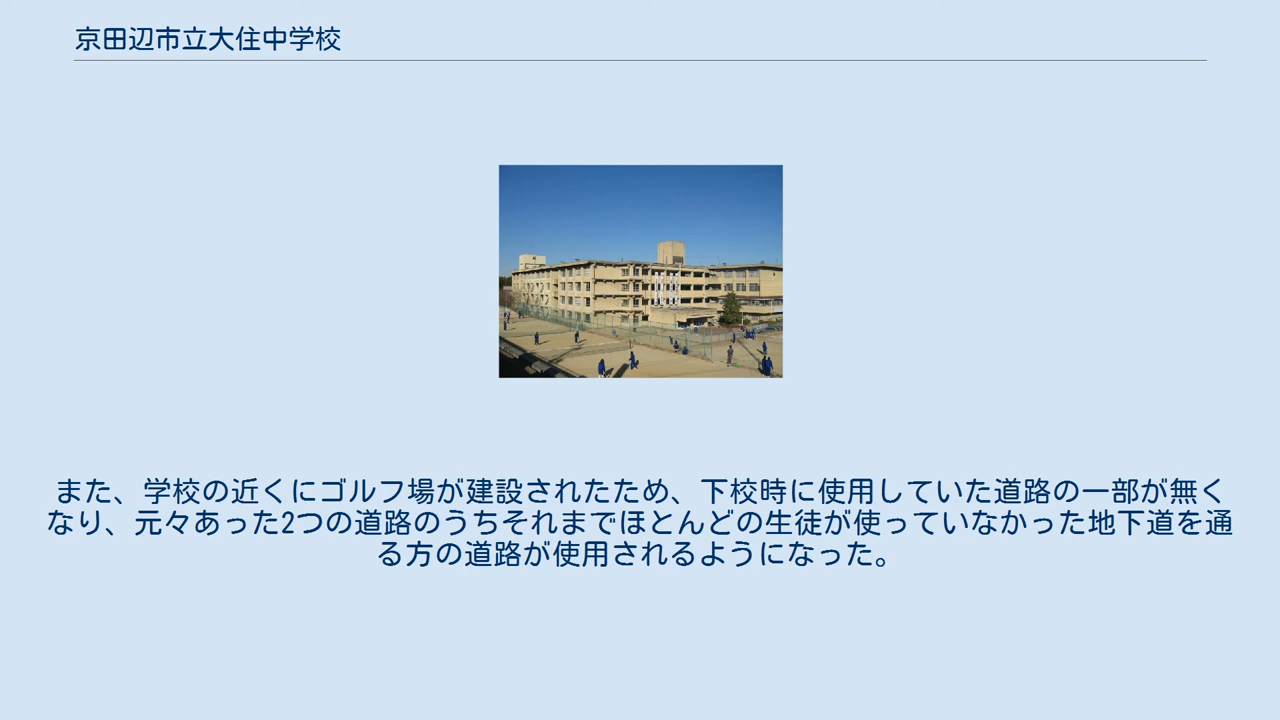 京田辺市立大住中学校
また、学校の近くにゴルフ場が建設されたため、下校時に使用していた道路の一部が無く
なり、元々あった2つの道路のうちそれまでほとんどの生徒が使っていなかった地下道を通
る方の道路が使用されるようになった。